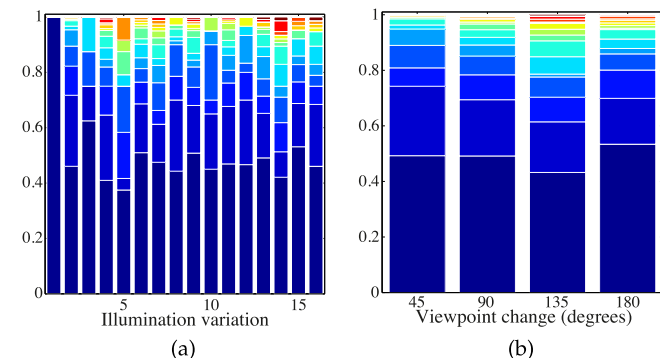 1
0.8
0.6
0.4
0.2
0
5 10 15
Illumination variation
(a)
1
0.8
0.6
0.4
0.2
0
45 90 135 180
Viewpoint change (degrees)
(b)